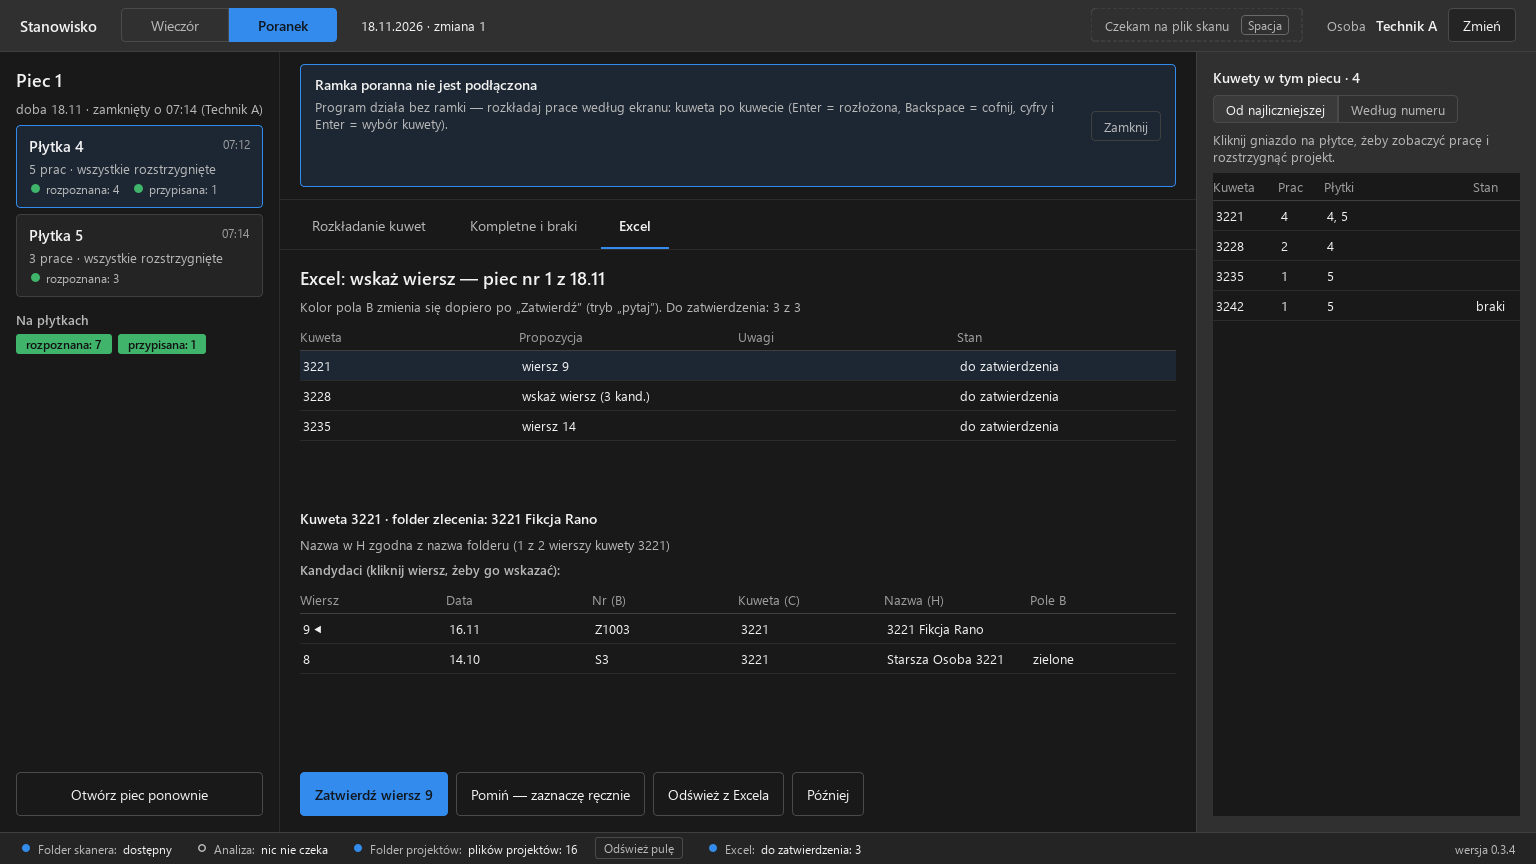 Stanowisko
Wieczór
Poranek
18.11.2026 · zmiana 1
Czekam na plik skanu
Spacja
Osoba
Technik A
Zmień
Piec 1
doba 18.11 · zamknięty o 07:14 (Technik A)
Płytka 4
07:12
5 prac · wszystkie rozstrzygnięte
rozpoznana: 4
przypisana: 1
Płytka 5
07:14
3 prace · wszystkie rozstrzygnięte
rozpoznana: 3
Na płytkach
rozpoznana: 7
przypisana: 1
Otwórz piec ponownie
Ramka poranna nie jest podłączona
Program działa bez ramki — rozkładaj prace według ekranu: kuweta po kuwecie (Enter = rozłożona, Backspace = cofnij, cyfry i
Enter = wybór kuwety).
Zamknij
Rozkładanie kuwet
Kompletne i braki
Excel
Excel: wskaż wiersz — piec nr 1 z 18.11
Kolor pola B zmienia się dopiero po „Zatwierdź” (tryb „pytaj”). Do zatwierdzenia: 3 z 3
Kuweta Propozycja Uwagi Stan
3221 wiersz 9 do zatwierdzenia
3228 wskaż wiersz (3 kand.) do zatwierdzenia
3235 wiersz 14 do zatwierdzenia
Kuweta 3221 · folder zlecenia: 3221 Fikcja Rano
Nazwa w H zgodna z nazwa folderu (1 z 2 wierszy kuwety 3221)
Kandydaci (kliknij wiersz, żeby go wskazać):
Wiersz Data Nr (B) Kuweta (C) Nazwa (H) Pole B
9 ◄ 16.11 Z1003 3221 3221 Fikcja Rano
8 14.10 S3 3221 Starsza Osoba 3221 zielone
Zatwierdź wiersz 9
Pomiń — zaznaczę ręcznie
Odśwież z Excela
Później
Kuwety w tym piecu · 4
Od najliczniejszej
Według numeru
Kliknij gniazdo na płytce, żeby zobaczyć pracę i
rozstrzygnąć projekt.
Kuweta Prac Płytki Stan
3221 4 4, 5
3228 2 4
3235 1 5
3242 1 5 braki
Folder skanera: dostępny
Analiza: nic nie czeka
Folder projektów: plików projektów: 16
Odśwież pulę
Excel: do zatwierdzenia: 3
wersja 0.3.4